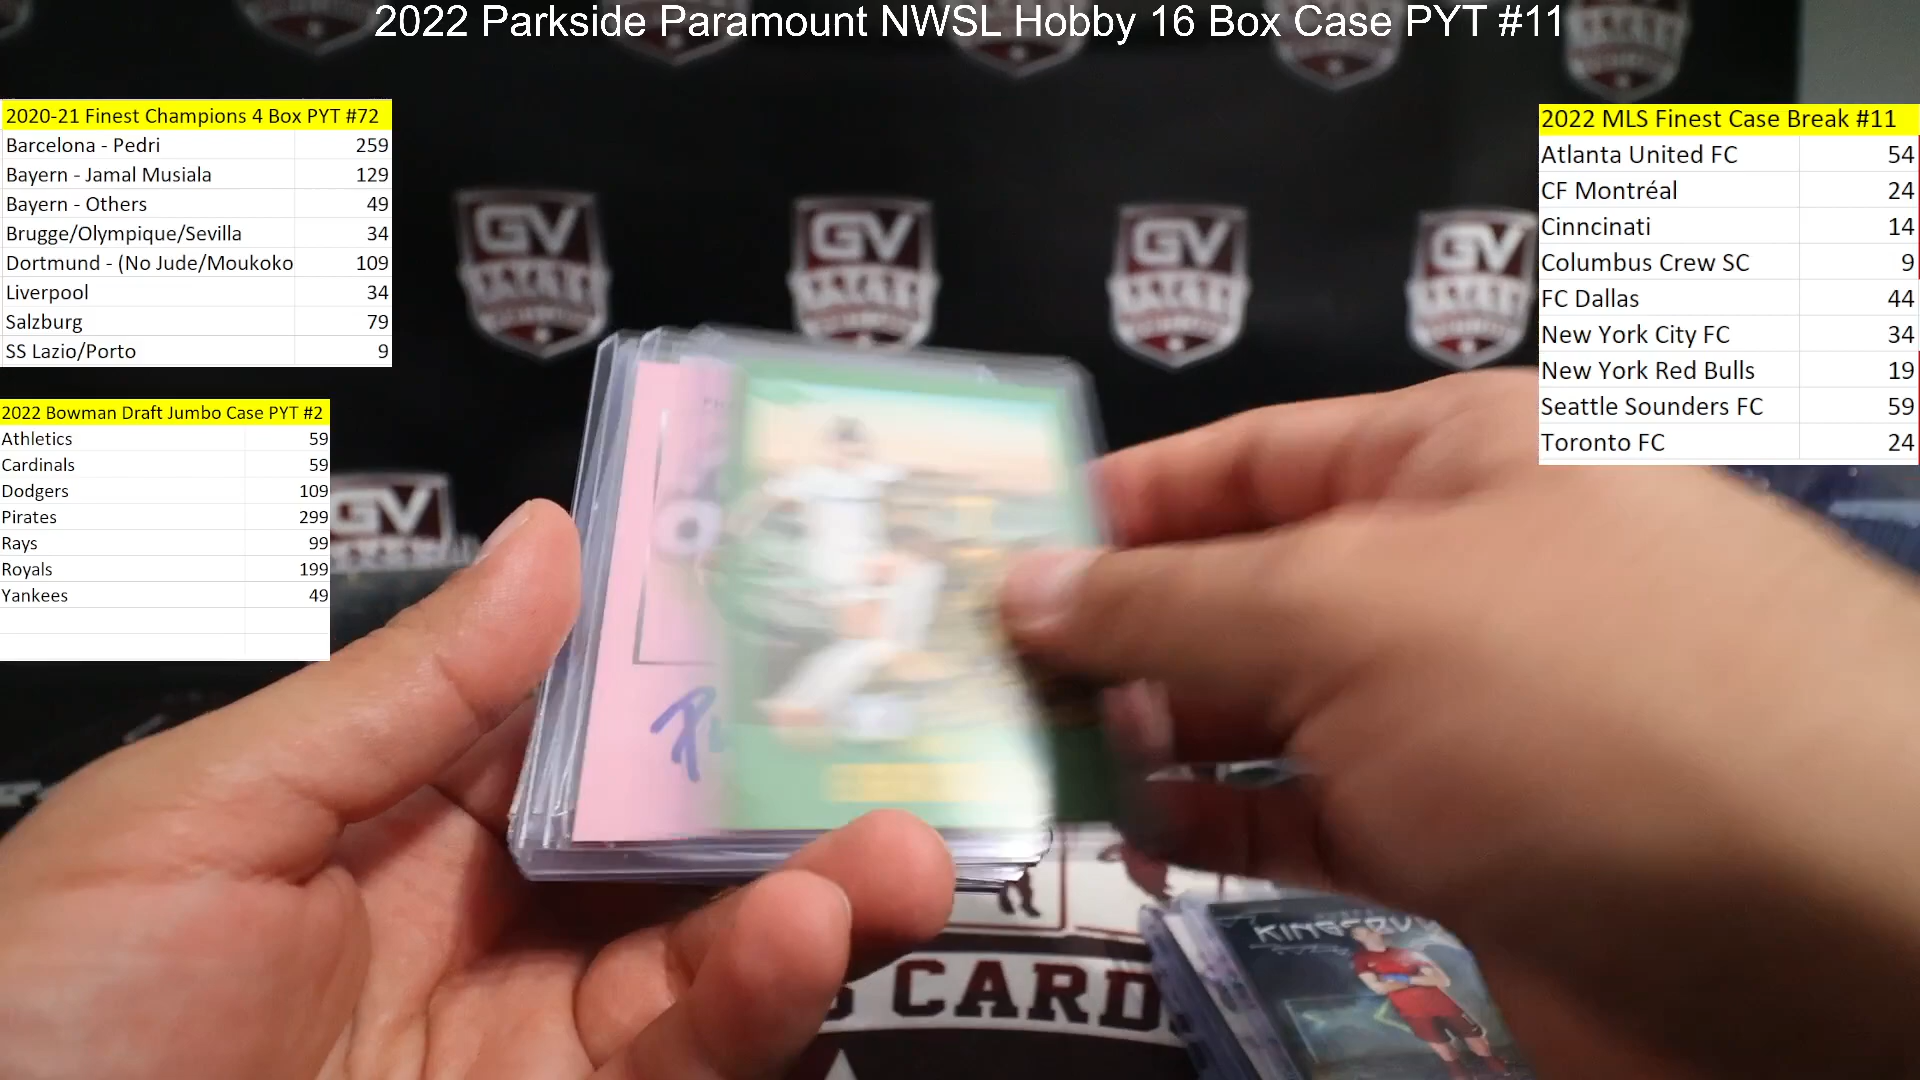 2022 Parkside Paramount NWSL Hobby 16 Box Case PYT #11
2020-21 Finest Champions 4 Box PYT #72
Barcelona - Pedri 259
Bayern - Jamal Musiala 129
Bayern - Others 49
Brugge/Olympique/Sevilla 34
Dortmund - (No Jude/Moukoko 109
Liverpool 34
Salzburg 79
SS Lazio/Porto 9
2022 Bowman Draft Jumbo Case PYT #2
Athletics 59
Cardinals 59
Dodgers 109
Pirates 299
Rays 99
Royals 199
Yankees 49
2022 MLS Finest Case Break #11
Atlanta United FC 54
CF Montréal 24
Cinncinati 14
Columbus Crew SC 9
FC Dallas 44
New York City FC 34
New York Red Bulls 19
Seattle Sounders FC 59
Toronto FC 24
GV
GV
GV
GV
GV
CARD